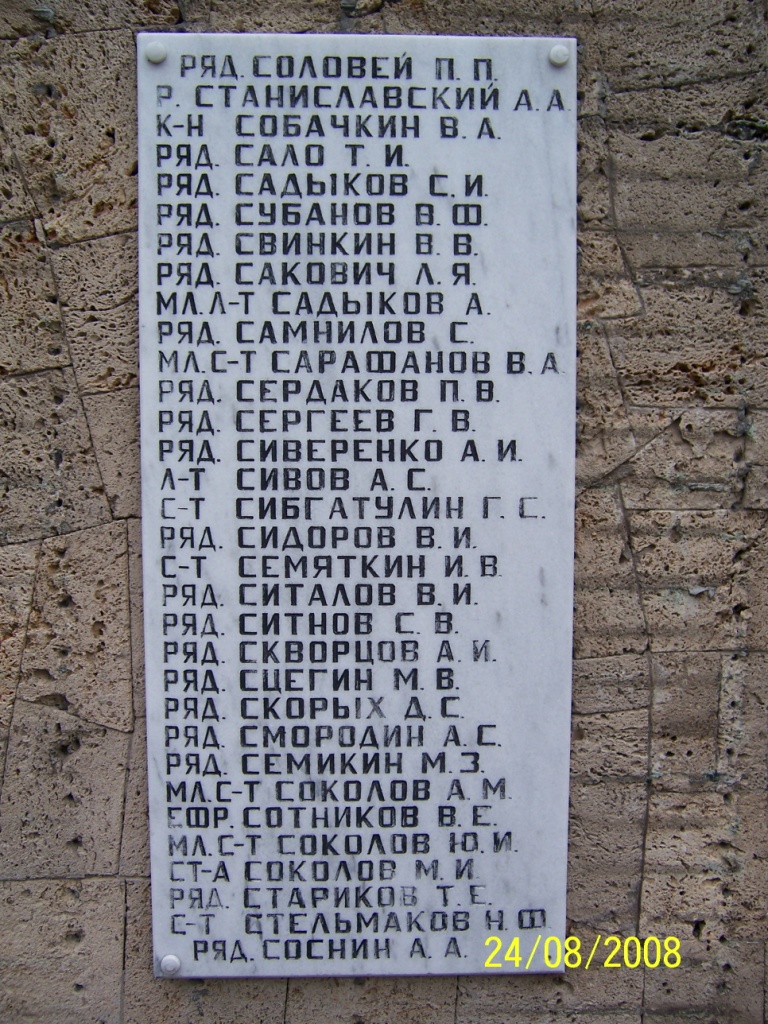 РЯД. СОЛОВЕЙ П. П.
Р. СТАНИСЛАВСКИЙ А. А.
К-Н СОБАЧКИН В. А.
РЯД. САЛО Т. И.
РЯД. САДЫКОВ С. И.
РЯД. СУБАНОВ В. Ф.
РЯД. СВИНКИН В. В.
РЯД. САКОВИЧ Л. Я.
МЛ. Л-Т САДЫКОВ А.
РЯД. САМНИЛОВ С.
МЛ. С-Т САРАФАНОВ В. А
РЯД. СЕРДАКОВ П. В.
РЯД. СЕРГЕЕВ Г. В.
РЯД. СИВЕРЕНКО А. И.
Л-Т СИВОВ А. С.
С-Т СИБГАТУЛИН Г. С.
РЯД. СИДОРОВ В. И.
С-Т СЕМЯТКИН И. В.
РЯД. СИТАЛОВ В. И.
РЯД. СИТНОВ С. В.
РЯД. СКВОРЦОВ А. И.
РЯД. СЦЕГИН М. В.
РЯД. СКОРЫХ Д. С.
РЯД. СМОРОДИН А. С.
РЯД. СЕМИКИН М. З.
МЛ. С-Т СОКОЛОВ А. М.
ЕФР. СОТНИКОВ В. Е.
МЛ. С-Т СОКОЛОВ Ю. И.
СТ-А СОКОЛОВ М. И.
РЯД. СТАРИКОВ Т. Е.
С-Т СТЕЛЬМАКОВ Н. Ф.
РЯД. СОСНИН А. А.
24/08/2008